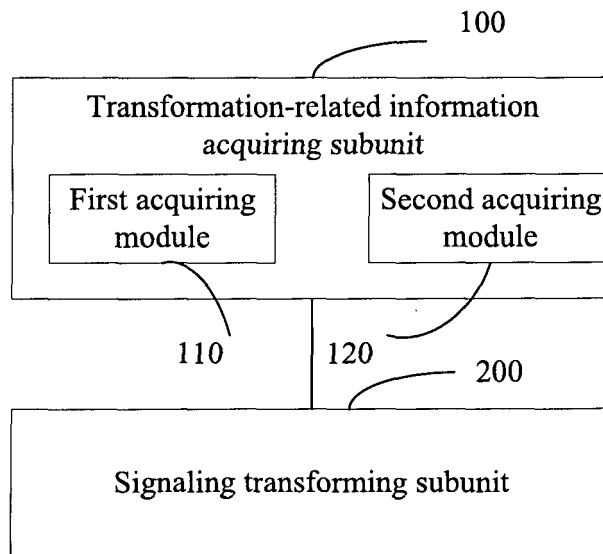 100
Transformation-related information
acquiring subunit
First acquiring
module
Second acquiring
module
110
120
200
Signaling transforming subunit